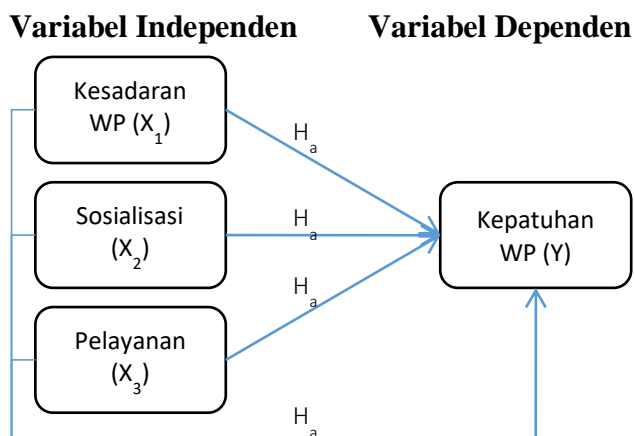 Variabel Independen Variabel Dependen
Kesadaran
WP (X1)
Ha
Sosialisasi
(X2)
Ha
Kepatuhan
WP (Y)
Ha
Pelayanan
(X3)
Ha